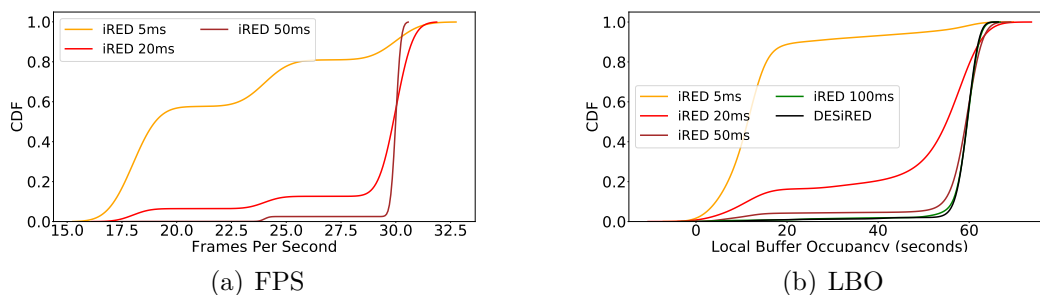 1.0
0.8
0.6
0.4
0.2
0.0
CDF
iRED 5ms
iRED 20ms
iRED 50ms
15.0 17.5 20.0 22.5 25.0 27.5 30.0 32.5
Frames Per Second
(a) FPS
1.0
0.8
0.6
0.4
0.2
0.0
CDF
iRED 5ms
iRED 20ms
iRED 50ms
iRED 100ms
DESiRED
0 20 40 60
Local Buffer Occupancy (seconds)
(b) LBO